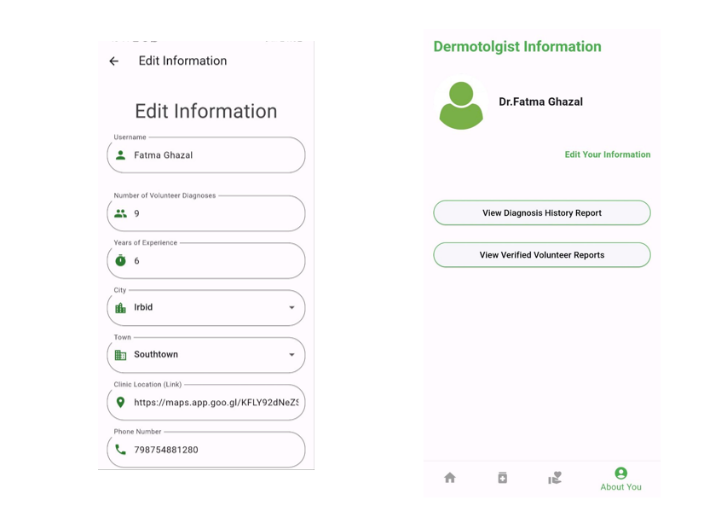 Edit Information
Edit Information
Username
Fatma Ghazal
Number of Volunteer Diagnoses
9
Years of Experience
6
City
Irbid
Town
Southtown
Clinic Location (Link)
https://maps.app.goo.gl/KFLY92dNeZS
Phone Number
798754881280
Dermotolgist Information
Dr.Fatma Ghazal
Edit Your Information
View Diagnosis History Report
View Verified Volunteer Reports
About You